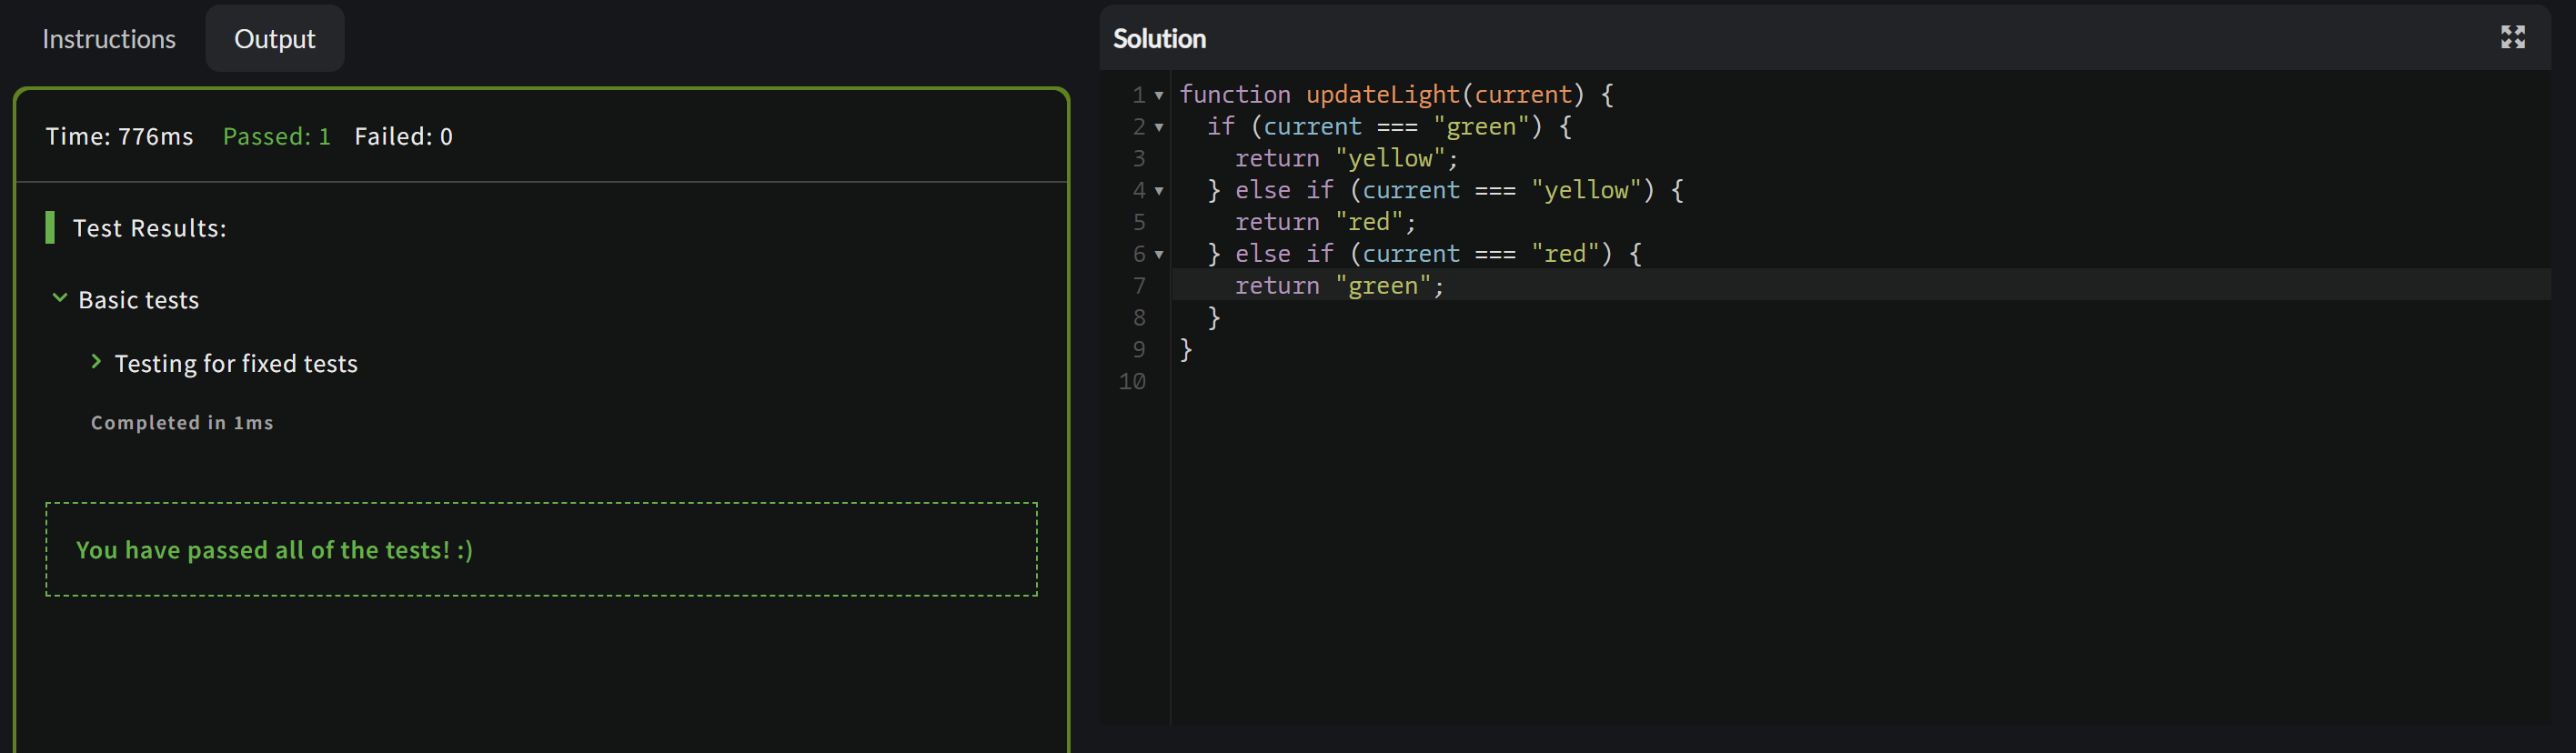 Instructions
Output
Time: 776ms Passed: 1 Failed: 0
Test Results:
Basic tests
Testing for fixed tests
Completed in 1ms
You have passed all of the tests! :)
Solution
1 function updateLight(current) {
2   if (current === "green") {
3     return "yellow";
4   } else if (current === "yellow") {
5     return "red";
6   } else if (current === "red") {
7     return "green";
8   }
9 }
10